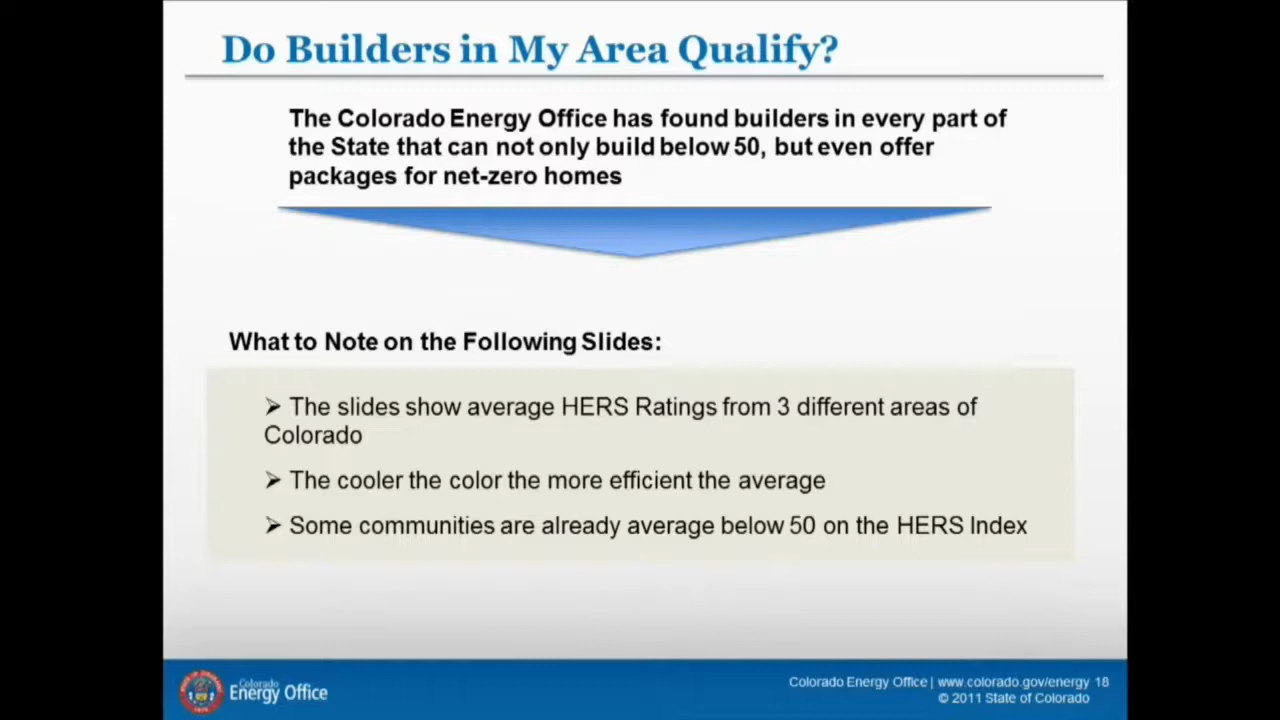 Do Builders in My Area Qualify?
The Colorado Energy Office has found builders in every part of
the State that can not only build below 50, but even offer
packages for net-zero homes
What to Note on the Following Slides:
➢ The slides show average HERS Ratings from 3 different areas of
Colorado
➢ The cooler the color the more efficient the average
➢ Some communities are already average below 50 on the HERS Index
Colorado
Energy Office
Colorado Energy Office | www.colorado.gov/energy 18
© 2011 State of Colorado